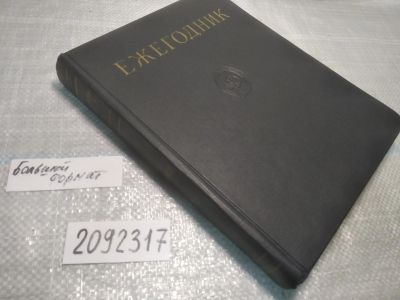 ЕЖЕГОДНИК
большой
формат
2092317